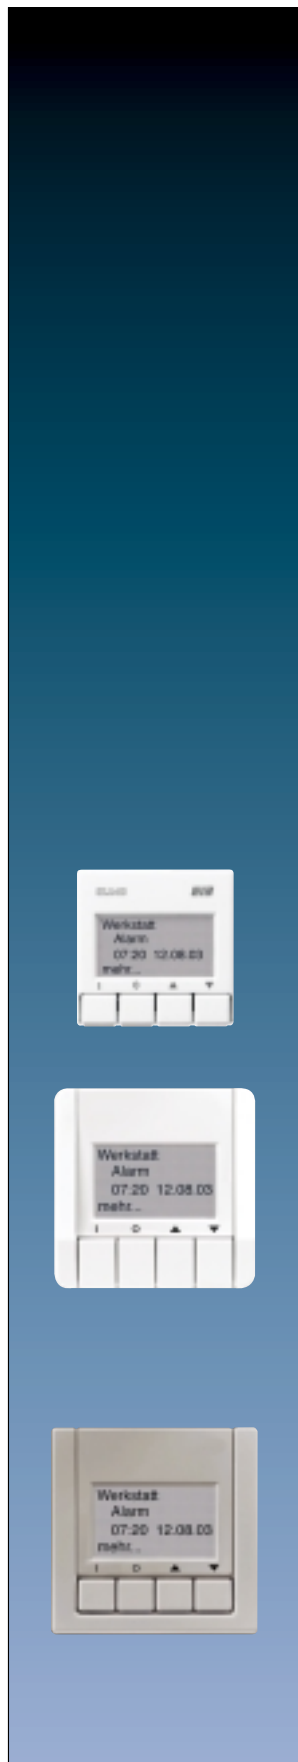 Werkstatt
Alarm
07:20 12.08.03
mehr...
I O ▲ ▼
Werkstatt
Alarm
07:20 12.08.03
mehr...
I O ▲ ▼
Werkstatt
Alarm
07:20 12.08.03
mehr...
I O ▲ ▼